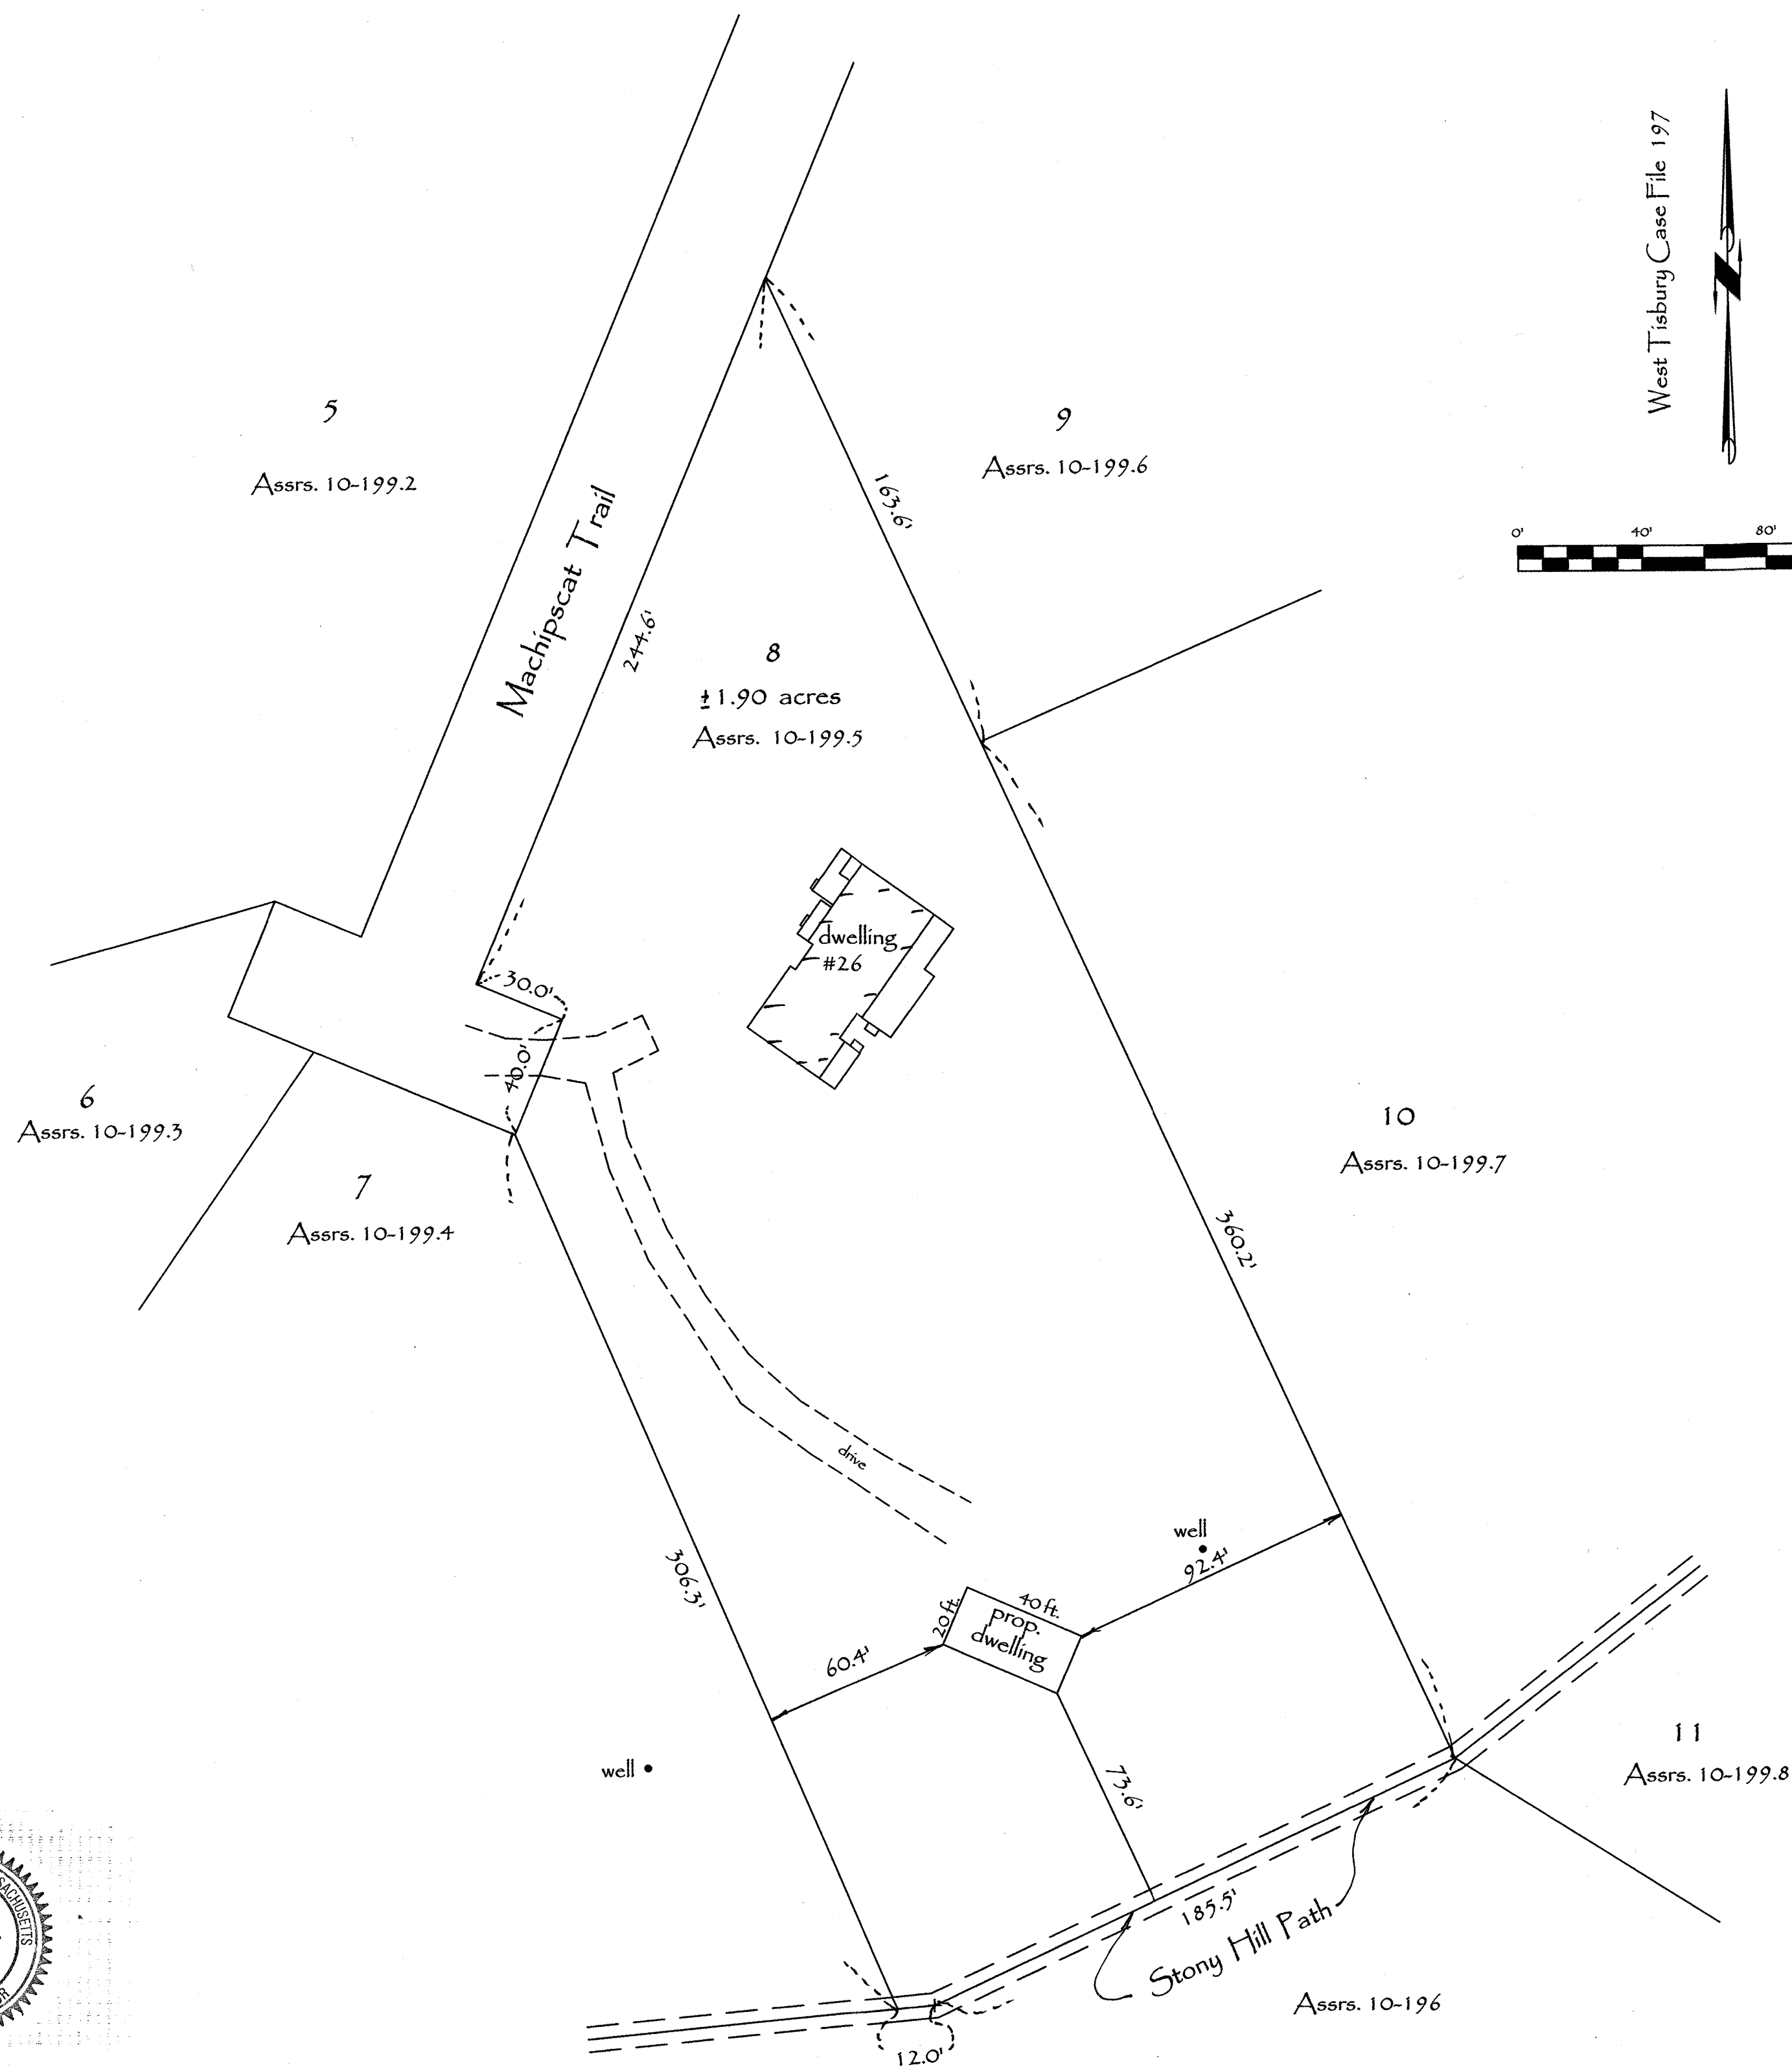 West Tisbury Case File 197
0' 40' 80'
5
Assrs. 10-199.2
Machipscat Trail
244.6'
9
Assrs. 10-199.6
163.6'
8
±1.90 acres
Assrs. 10-199.5
dwelling
#26
30.0'
40.0'
6
Assrs. 10-199.3
7
Assrs. 10-199.4
10
Assrs. 10-199.7
360.2'
drive
306.3'
well
92.4'
40 ft.
20 ft.
prop.
dwelling
60.4'
73.6'
well
11
Assrs. 10-199.8
185.5'
Stony Hill Path
Assrs. 10-196
12.0'